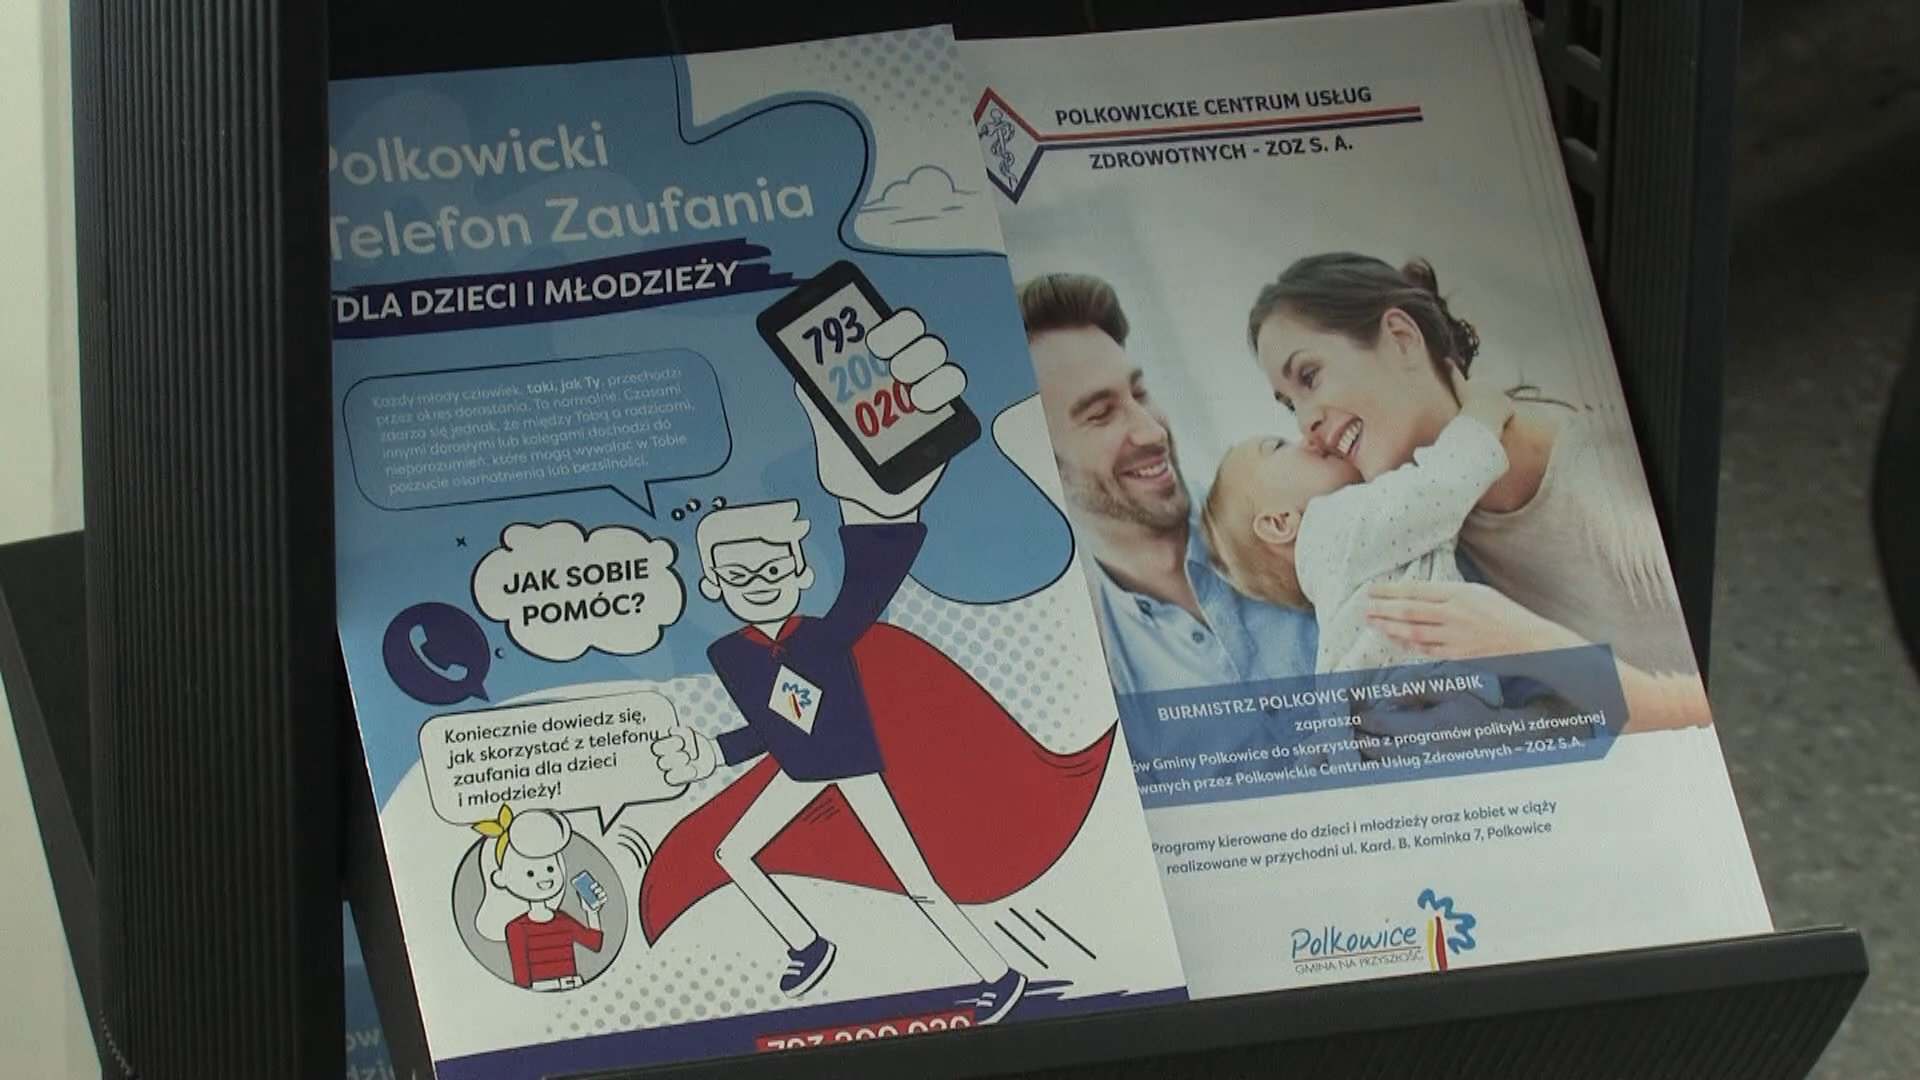 Polkowicki
Telefon Zaufania
DLA DZIECI I MŁODZIEŻY
793
200
020
Każdy młody człowiek, taki, jak Ty, przechodzi
przez okres dorastania. To normalne. Czasami
zdarza się jednak, że między Tobą a rodzicami,
innymi dorosłymi lub kolegami dochodzi do
nieporozumień, które mogą wywołać w Tobie
poczucie osamotnienia lub bezsilności.
JAK SOBIE
POMÓC?
Koniecznie dowiedz się,
jak skorzystać z telefonu
zaufania dla dzieci
i młodzieży!
793 200 020
POLKOWICKIE CENTRUM USŁUG
ZDROWOTNYCH - ZOZ S. A.
BURMISTRZ POLKOWIC WIESŁAW WABIK
zaprasza
ów Gminy Polkowice do skorzystania z programów polityki zdrowotnej
wanych przez Polkowickie Centrum Usług Zdrowotnych – ZOZ S.A.
Programy kierowane do dzieci i młodzieży oraz kobiet w ciąży
realizowane w przychodni ul. Kard. B. Kominka 7, Polkowice
Polkowice
GMINA NA PRZYSZŁOŚĆ